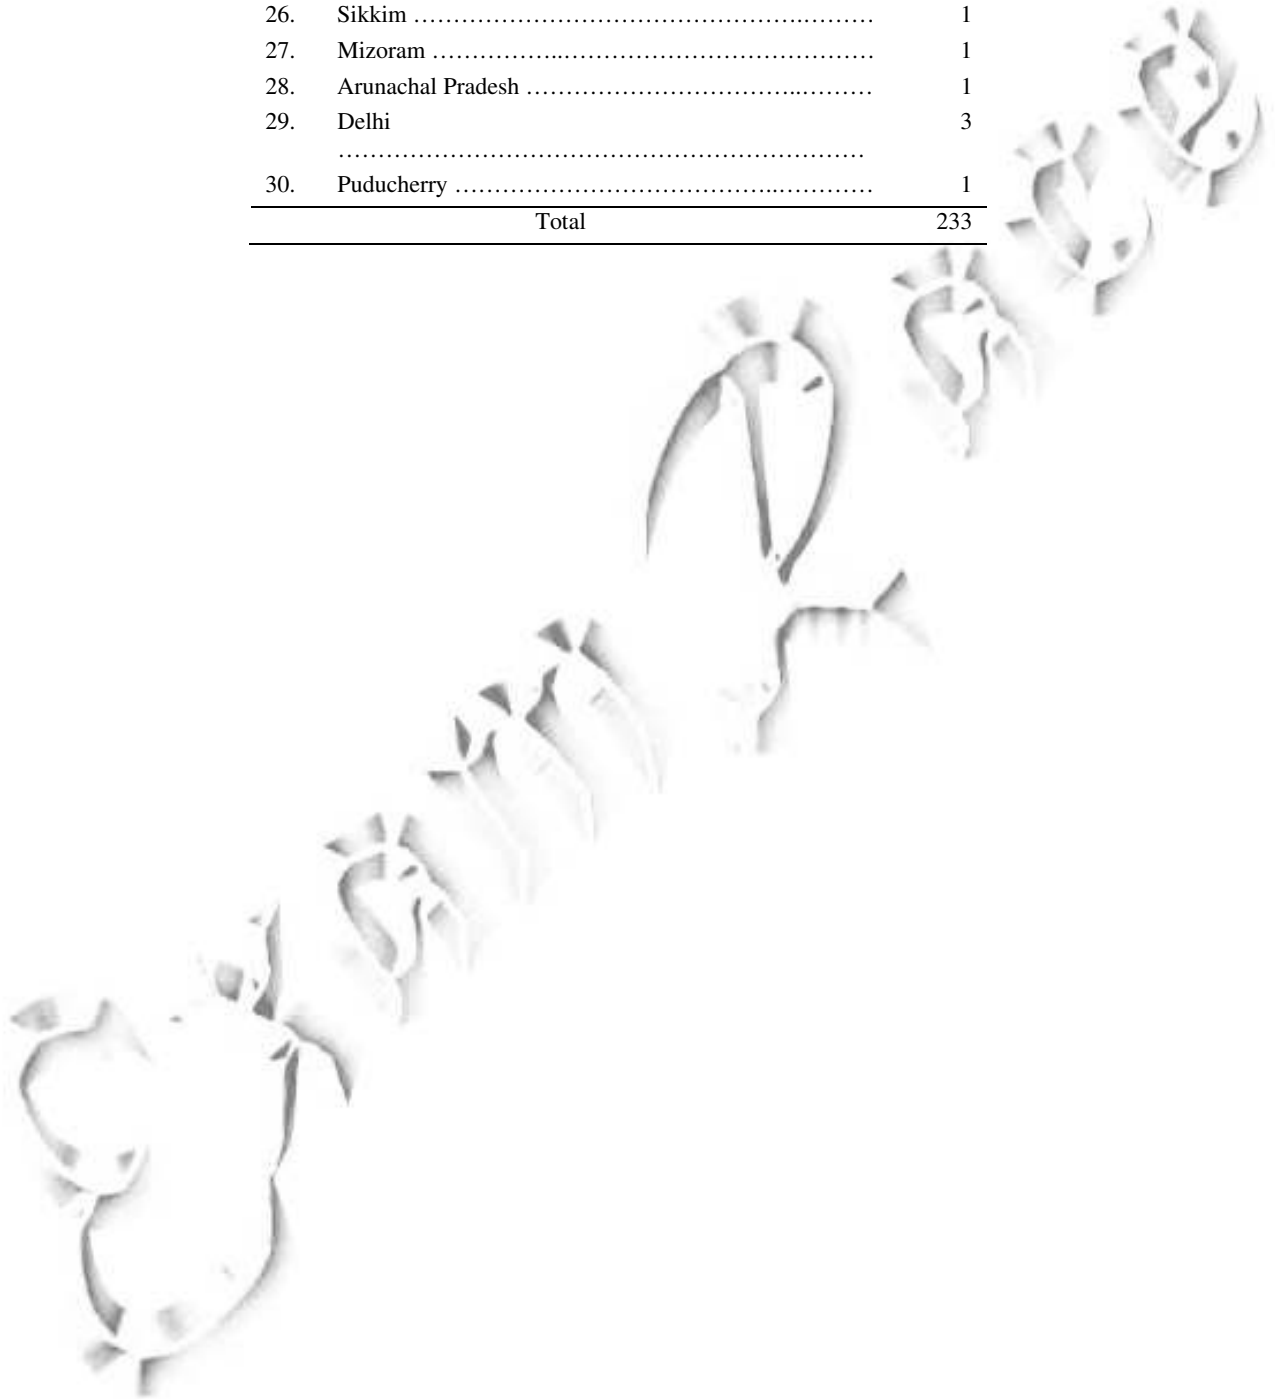 26. Sikkim ………………………………………….……… 1
27. Mizoram ……………..………………………………… 1
28. Arunachal Pradesh ……………………………..……… 1
29. Delhi 3
…………………………………………………………
30. Puducherry ………………………………….………… 1
Total 233